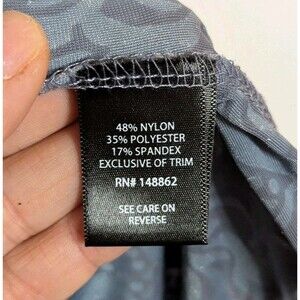 48% NYLON
35% POLYESTER
17% SPANDEX
EXCLUSIVE OF TRIM
RN# 148862
SEE CARE ON
REVERSE